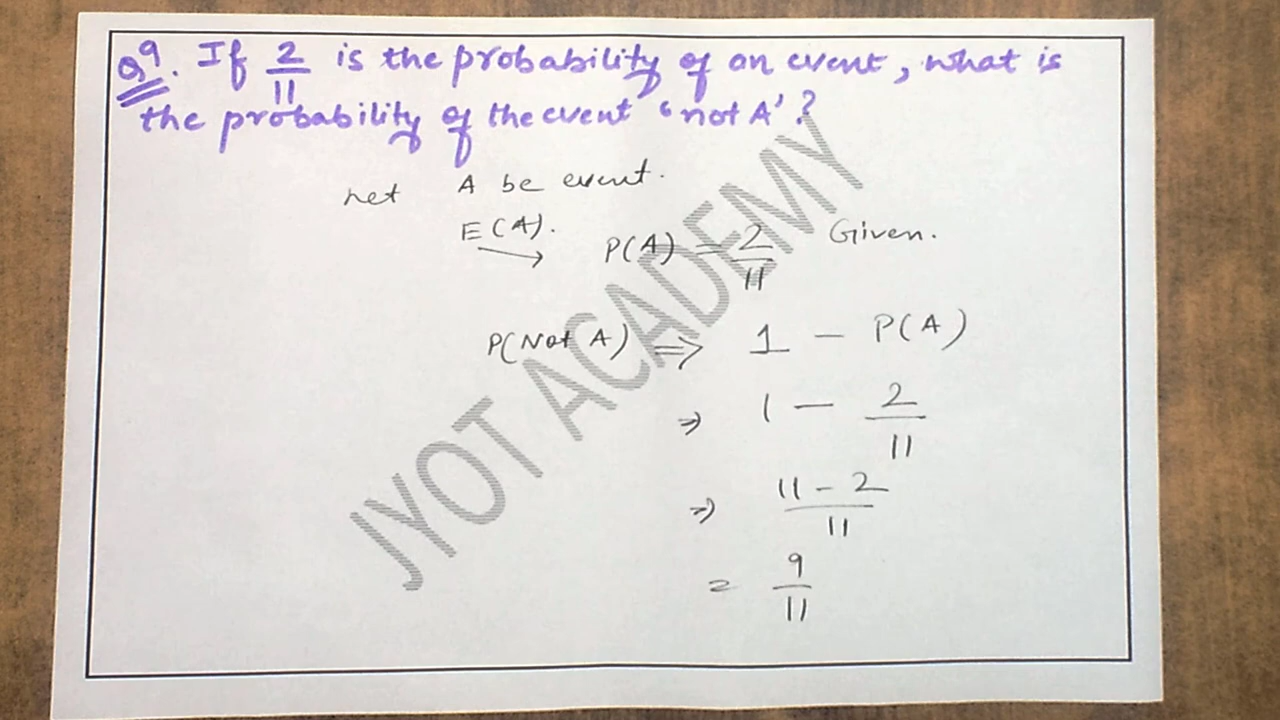 Q9. If 2/11 is the probability of an event, what is
the probability of the event 'not A'?
Let A be event.
E(A).
P(A) = 2/11 Given.
P(Not A) ⇒ 1 - P(A)
⇒ 1 - 2/11
⇒ 11-2/11
= 9/11
JYOT ACADEMY